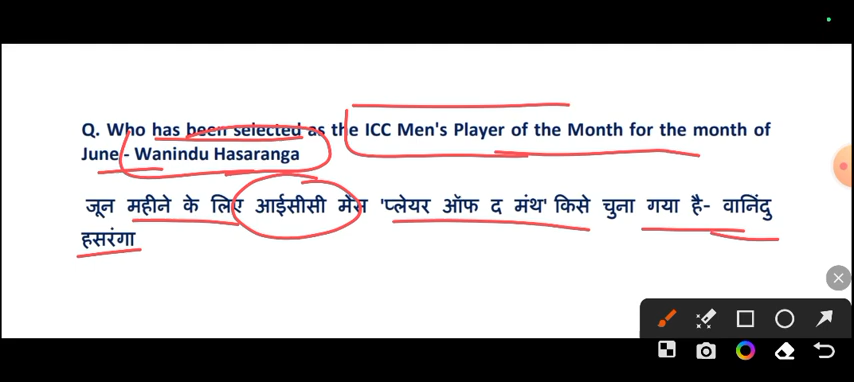 Q. Who has been selected as the ICC Men's Player of the Month for the month of
June - Wanindu Hasaranga
जून महीने के लिए आईसीसी मेंस 'प्लेयर ऑफ द मंथ' किसे चुना गया है- वानिंदु
हसरंगा